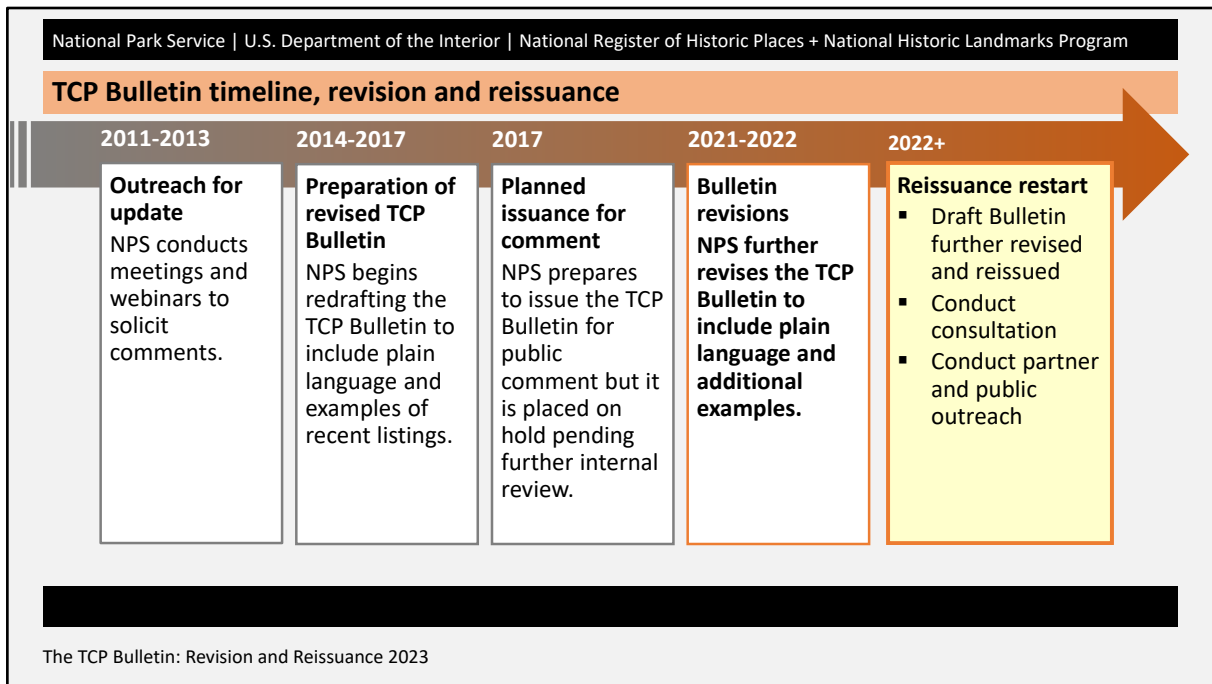 National Park Service | U.S. Department of the Interior | National Register of Historic Places + National Historic Landmarks Program
TCP Bulletin timeline, revision and reissuance
2011-2013
Outreach for
update
NPS conducts
meetings and
webinars to
solicit
comments.
2014-2017
Preparation of
revised TCP
Bulletin
NPS begins
redrafting the
TCP Bulletin to
include plain
language and
examples of
recent listings.
2017
Planned
issuance for
comment
NPS prepares
to issue the TCP
Bulletin for
public
comment but it
is placed on
hold pending
further internal
review.
2021-2022
Bulletin
revisions
NPS further
revises the TCP
Bulletin to
include plain
language and
additional
examples.
2022+
Reissuance restart
▪ Draft Bulletin
further revised
and reissued
▪ Conduct
consultation
▪ Conduct partner
and public
outreach
The TCP Bulletin: Revision and Reissuance 2023